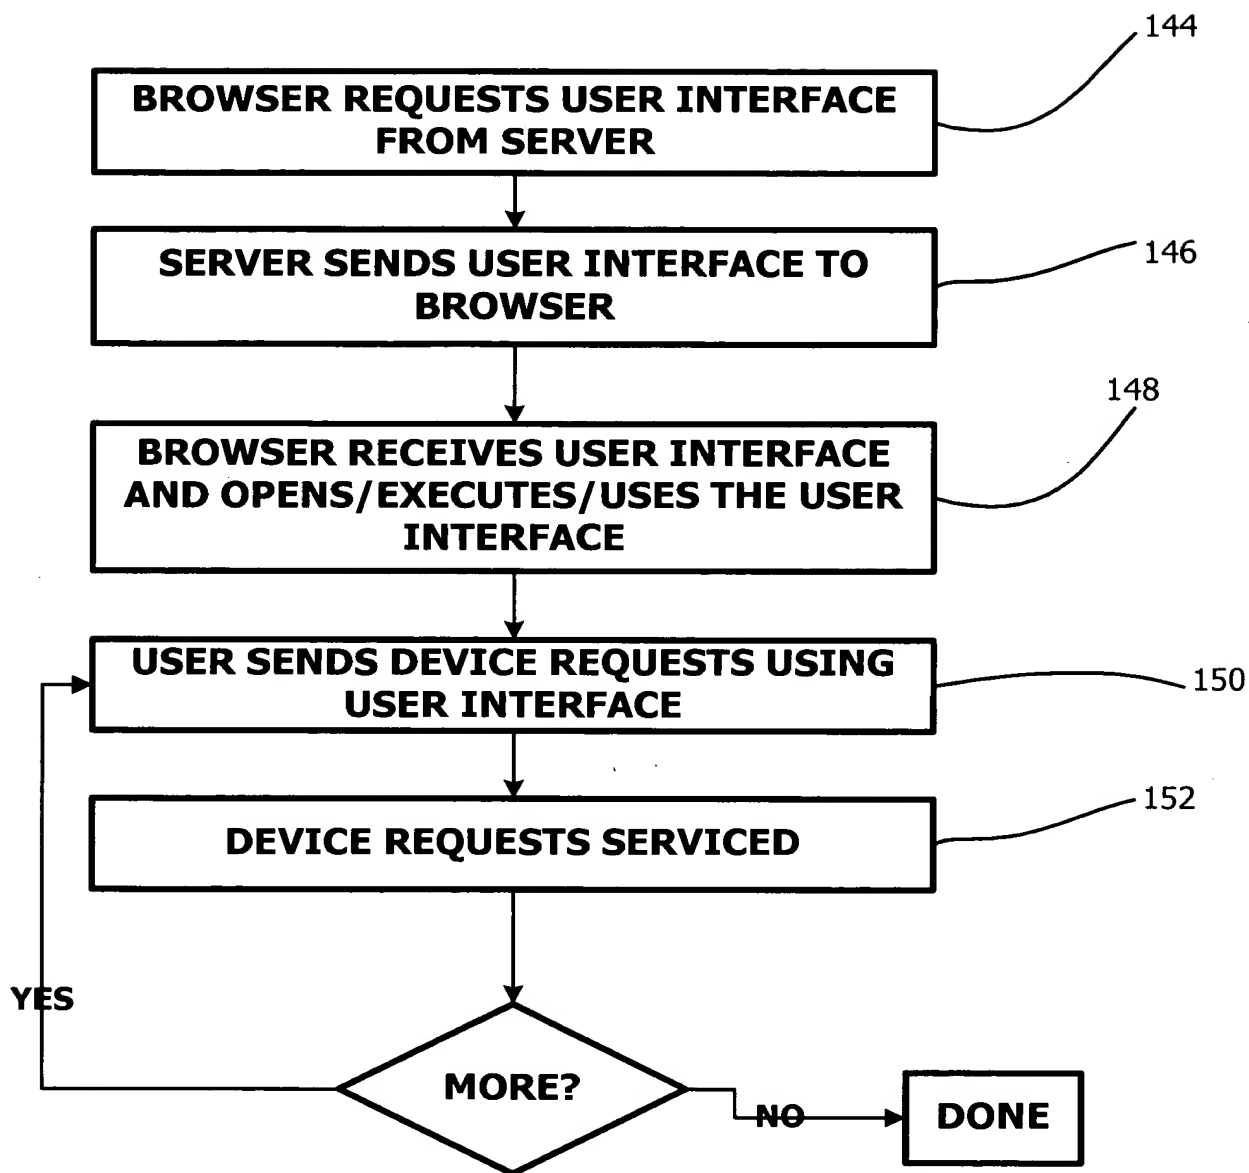 144
BROWSER REQUESTS USER INTERFACE
FROM SERVER
146
SERVER SENDS USER INTERFACE TO
BROWSER
148
BROWSER RECEIVES USER INTERFACE
AND OPENS/EXECUTES/USES THE USER
INTERFACE
150
USER SENDS DEVICE REQUESTS USING
USER INTERFACE
152
DEVICE REQUESTS SERVICED
YES
MORE?
NO
DONE